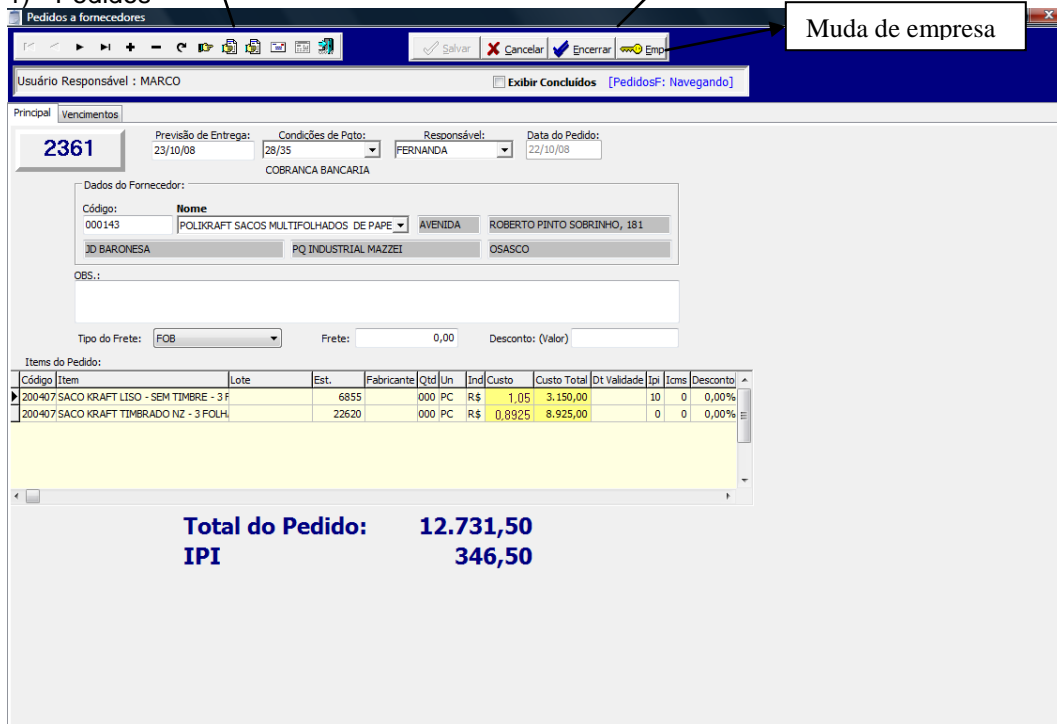 1) Pedidos
Pedidos a fornecedores
Muda de empresa
Salvar Cancelar Encerrar Emp
Usuário Responsável : MARCO Exibir Concluídos [PedidosF: Navegando]
Principal Vencimentos
2361
Previsão de Entrega: Condições de Pgto: Responsável: Data do Pedido:
23/10/08 28/35 FERNANDA 22/10/08
COBRANCA BANCARIA
Dados do Fornecedor:
Código: Nome
000143 POLIKRAFT SACOS MULTIFOLHADOS DE PAPE AVENIDA ROBERTO PINTO SOBRINHO, 181
JD BARONESA PQ INDUSTRIAL MAZZEI OSASCO
OBS.:
Tipo do Frete: FOB Frete: 0,00 Desconto: (Valor)
Items do Pedido:
Código Item Lote Est. Fabricante Qtd Un Ind Custo Custo Total Dt Validade Ipi Icms Desconto
200407 SACO KRAFT LISO - SEM TIMBRE - 3 F 6855 000 PC R$ 1,05 3.150,00 10 0 0,00%
200407 SACO KRAFT TIMBRADO NZ - 3 FOLH 22620 000 PC R$ 0,8925 8.925,00 0 0 0,00%
Total do Pedido: 12.731,50
IPI 346,50